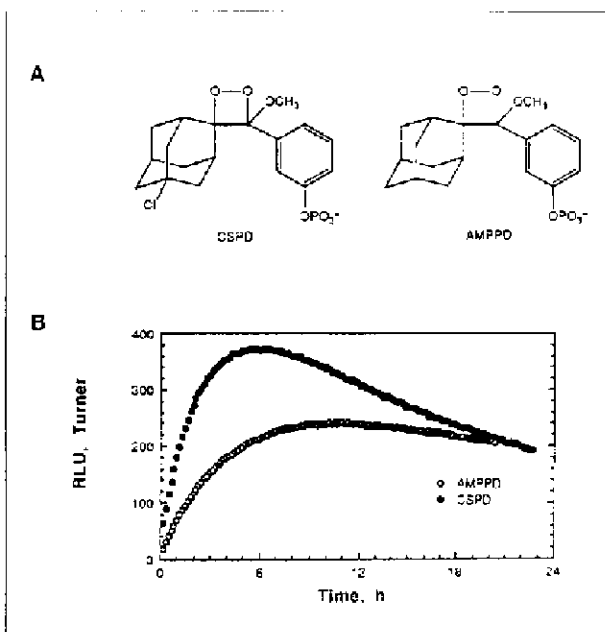 A
O-O
OCH₃
Cl
OPO₃⁼
CSPD
O-O
OCH₃
OPO₃⁼
AMPPD
B
400
300
200
100
0
RLU, Turner
AMPPD
CSPD
0 6 12 18 24
Time, h